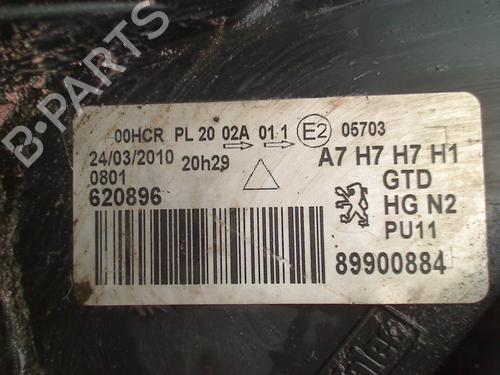 00HCR PL 20 02A 01 1 E2 05703
24/03/2010 20h29
0801
620896
A7 H7 H7 H1
GTD
HG N2
PU11
89900884
B-PARTS